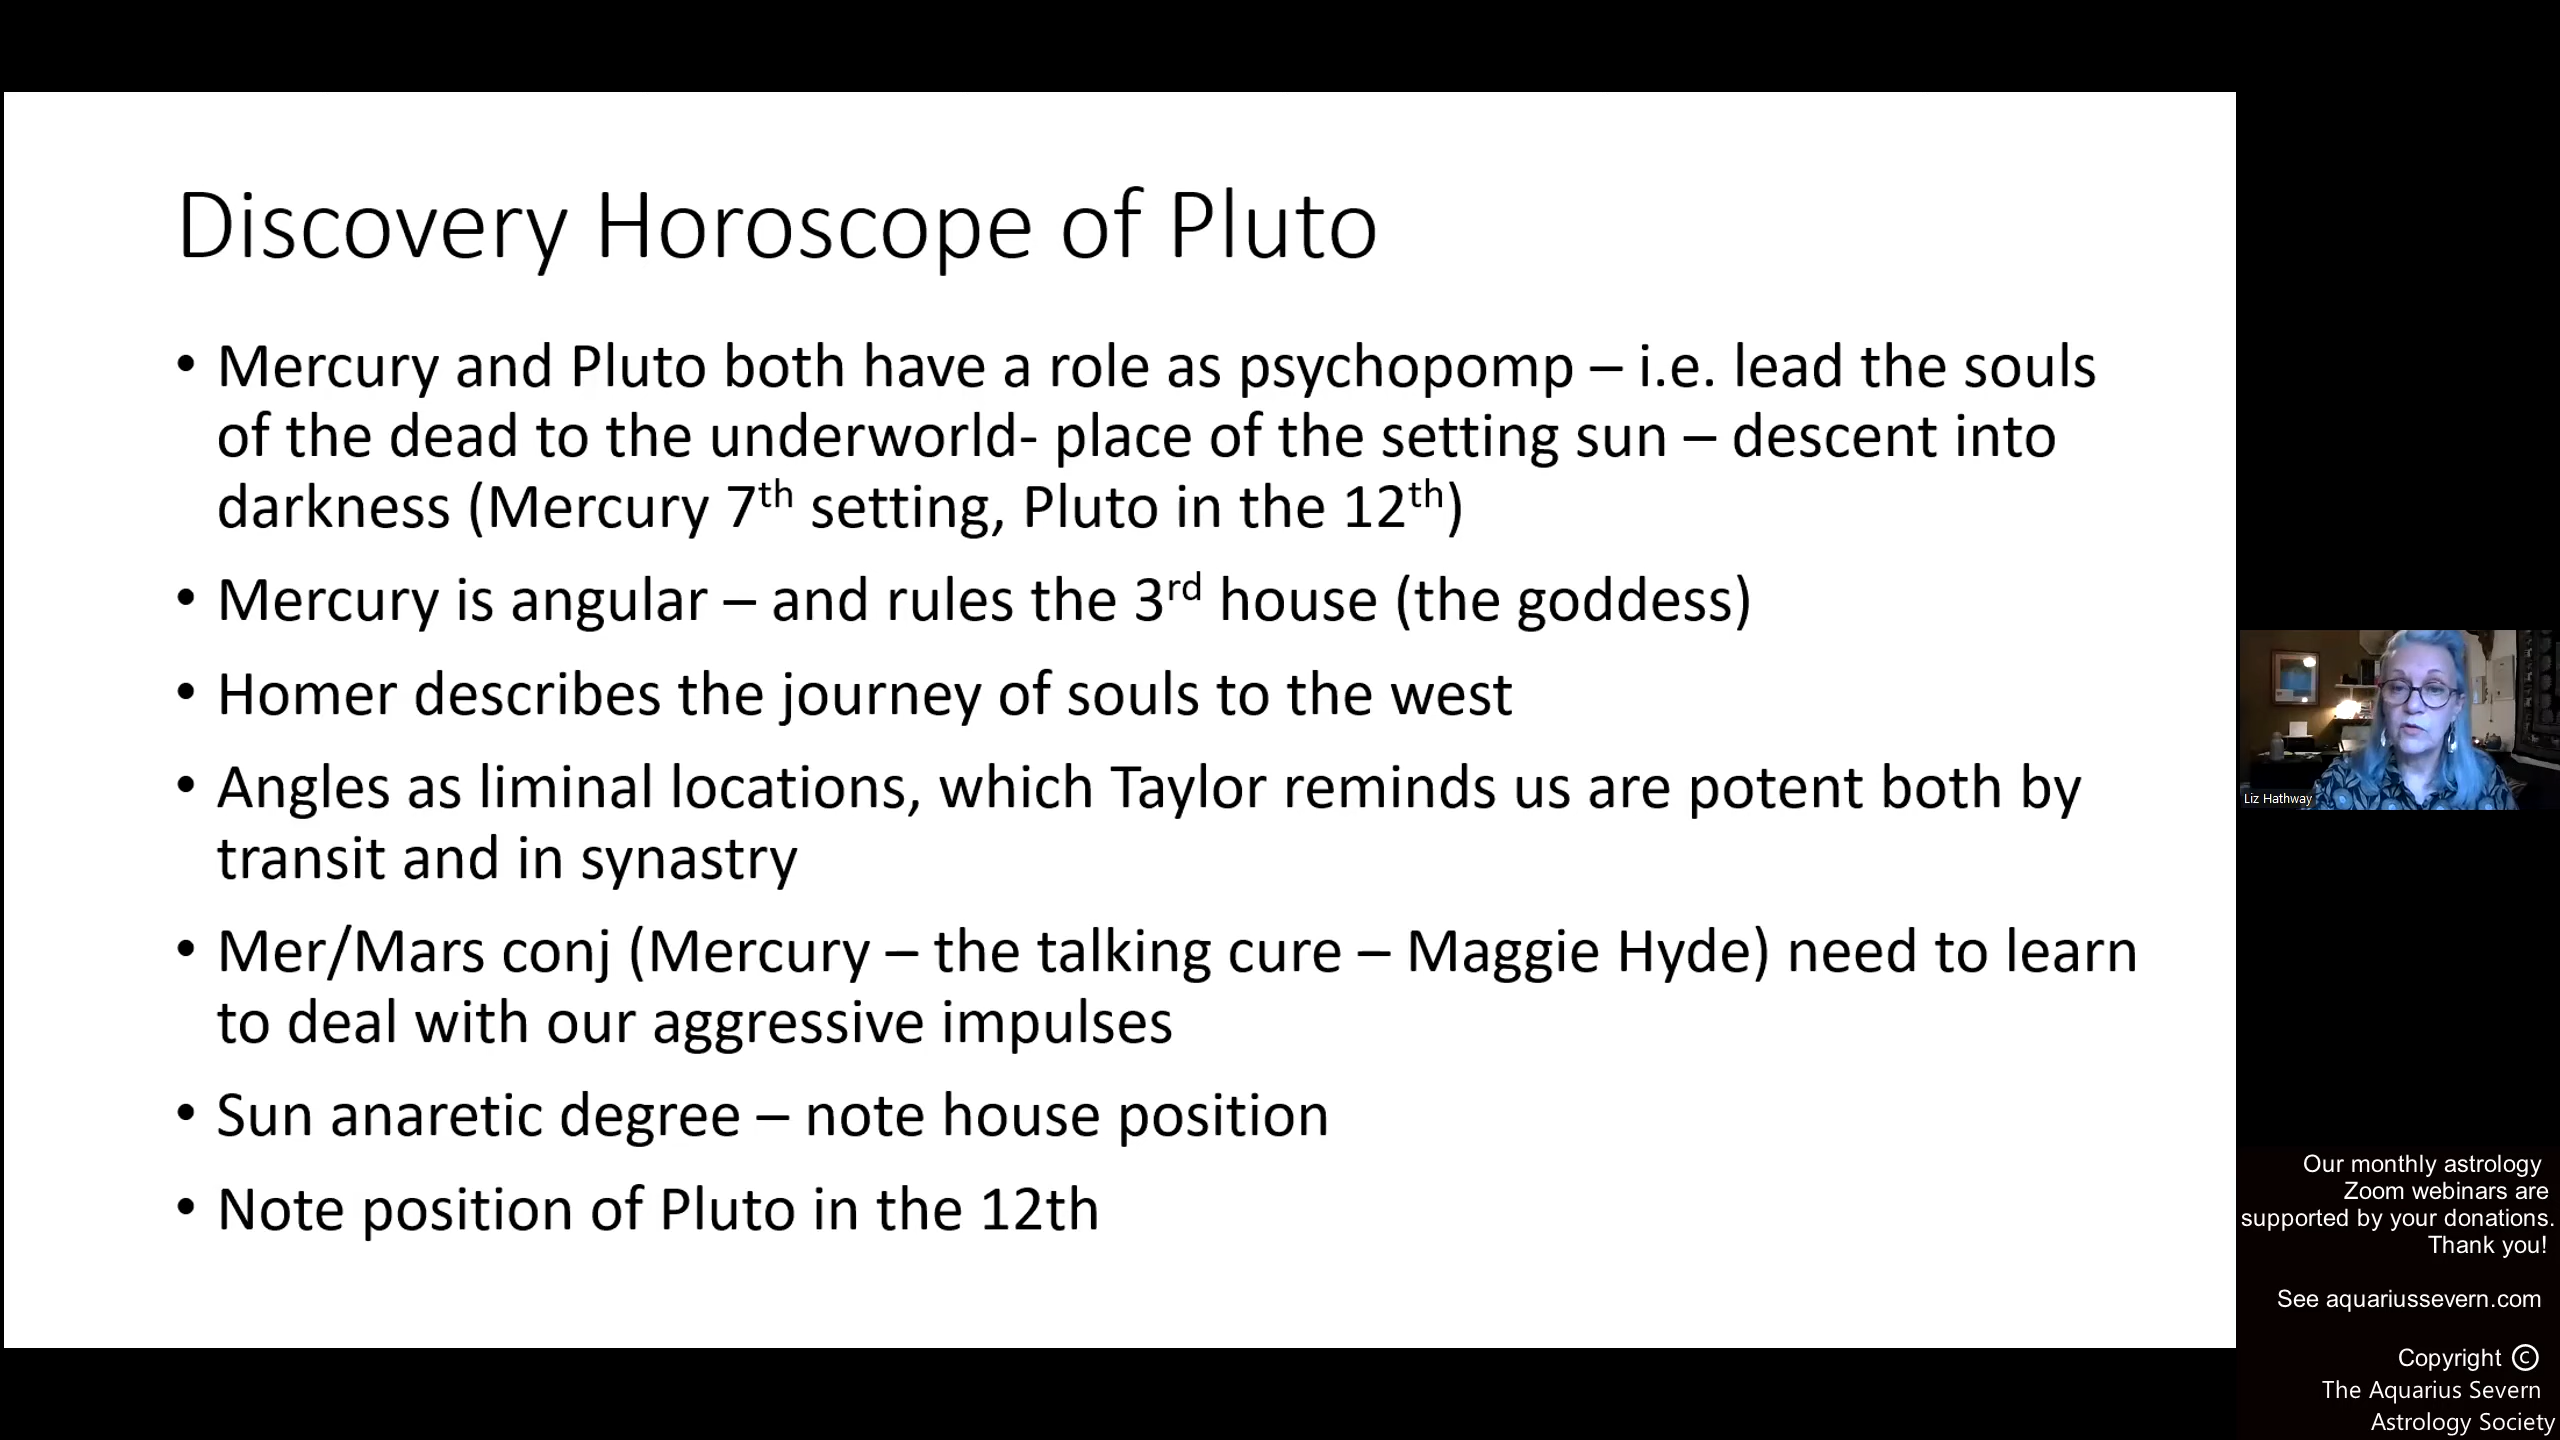 Discovery Horoscope of Pluto
• Mercury and Pluto both have a role as psychopomp – i.e. lead the souls
of the dead to the underworld- place of the setting sun – descent into
darkness (Mercury 7th setting, Pluto in the 12th)
• Mercury is angular – and rules the 3rd house (the goddess)
• Homer describes the journey of souls to the west
• Angles as liminal locations, which Taylor reminds us are potent both by
transit and in synastry
• Mer/Mars conj (Mercury – the talking cure – Maggie Hyde) need to learn
to deal with our aggressive impulses
• Sun anaretic degree – note house position
• Note position of Pluto in the 12th
Liz Hathway
Our monthly astrology
Zoom webinars are
supported by your donations.
Thank you!
See aquariussevern.com
Copyright ©
The Aquarius Severn
Astrology Society